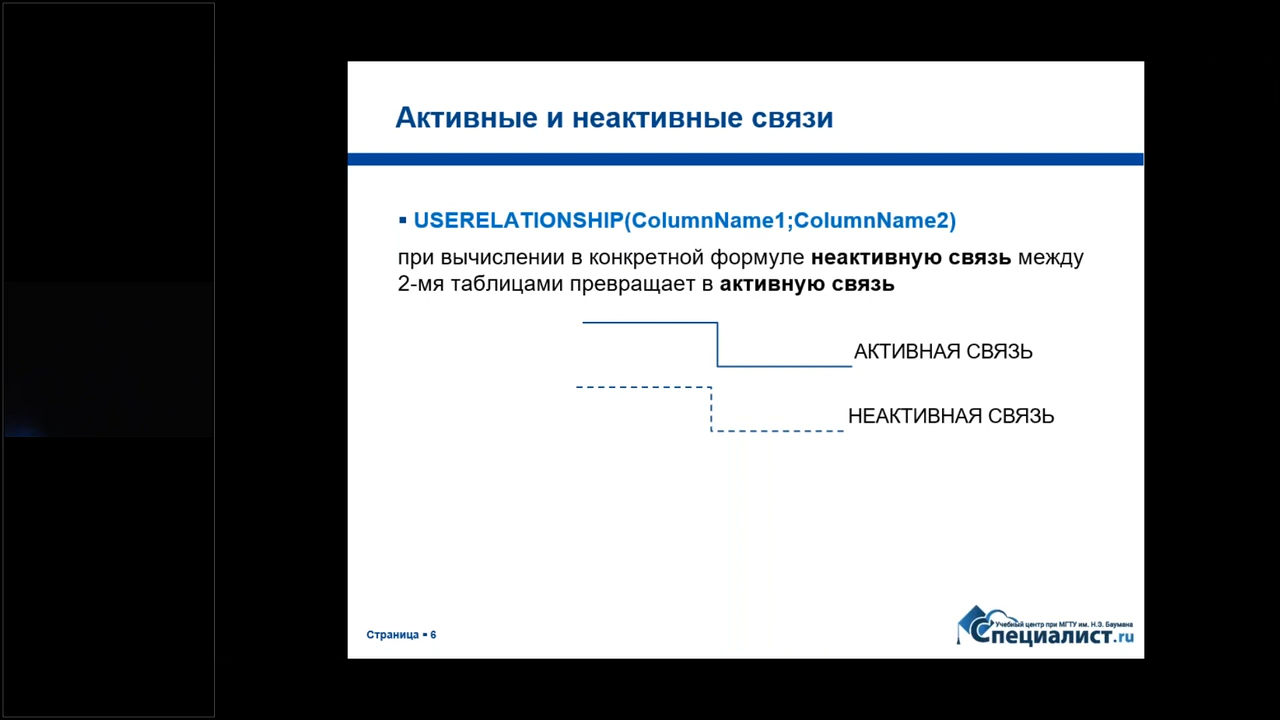 Активные и неактивные связи
▪ USERELATIONSHIP(ColumnName1;ColumnName2)
при вычислении в конкретной формуле неактивную связь между
2-мя таблицами превращает в активную связь
АКТИВНАЯ СВЯЗЬ
НЕАКТИВНАЯ СВЯЗЬ
Страница ▪ 6
Учебный центр при МГТУ им. Н.Э. Баумана
Специалист.ru